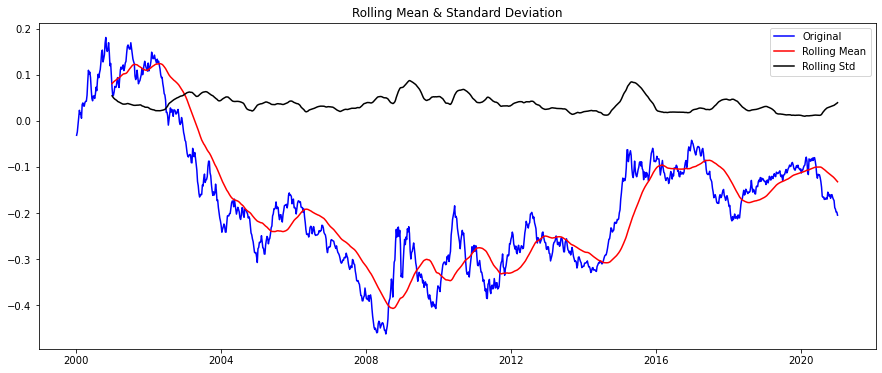 Rolling Mean & Standard Deviation
Original
Rolling Mean
Rolling Std
0.2
0.1
0.0
−0.1
−0.2
−0.3
−0.4
2000 2004 2008 2012 2016 2020